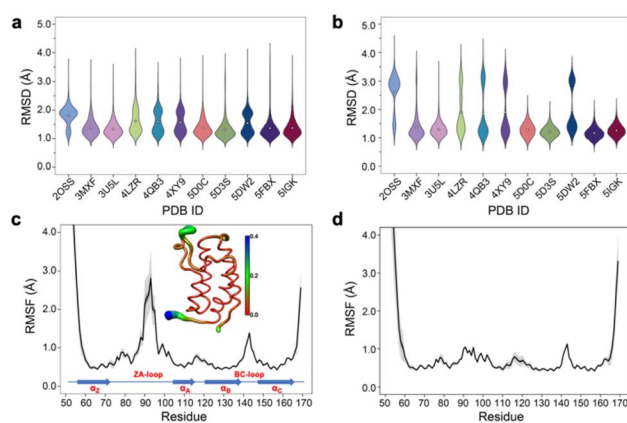 a
RMSD (Å)
5.0
4.0
3.0
2.0
1.0
0.0
2OSS 3MXF 3U5L 4LZR 4QB3 4XY9 5D0C 5D3S 5DW2 5FBX 5IGK
PDB ID
b
RMSD (Å)
5.0
4.0
3.0
2.0
1.0
0.0
2OSS 3MXF 3U5L 4LZR 4QB3 4XY9 5D0C 5D3S 5DW2 5FBX 5IGK
PDB ID
c
RMSF (Å)
4.0
3.0
2.0
1.0
0.0
0.4
0.2
0.0
ZA-loop BC-loop
αZ αA αB αC
50 60 70 80 90 100 110 120 130 140 150 160 170
Residue
d
RMSF (Å)
4.0
3.0
2.0
1.0
0.0
50 60 70 80 90 100 110 120 130 140 150 160 170
Residue